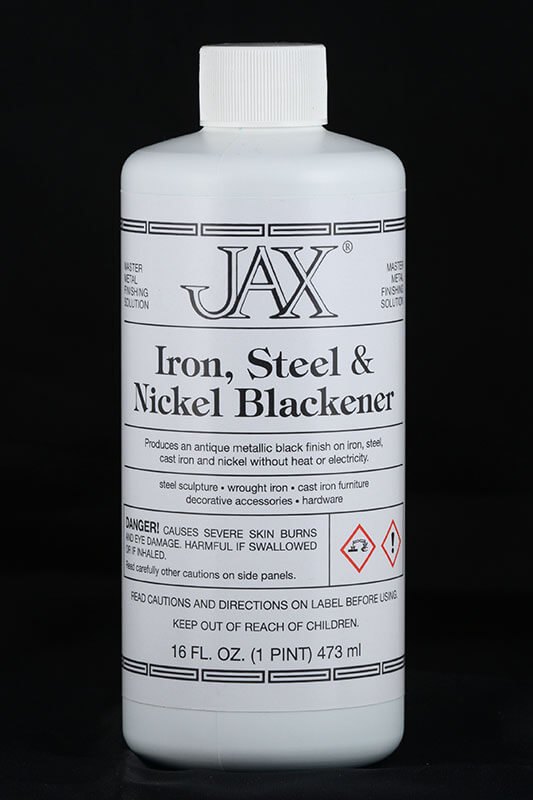 JAX®
MASTER
METAL
FINISHING
SOLUTION
MASTER
METAL
FINISHING
SOLUTION
Iron, Steel &
Nickel Blackener
Produces an antique metallic black finish on iron, steel,
cast iron and nickel without heat or electricity.
steel sculpture • wrought iron • cast iron furniture
decorative accessories • hardware
DANGER! CAUSES SEVERE SKIN BURNS
AND EYE DAMAGE. HARMFUL IF SWALLOWED
OR IF INHALED.
Read carefully other cautions on side panels.
READ CAUTIONS AND DIRECTIONS ON LABEL BEFORE USING.
KEEP OUT OF REACH OF CHILDREN.
16 FL. OZ. (1 PINT) 473 ml